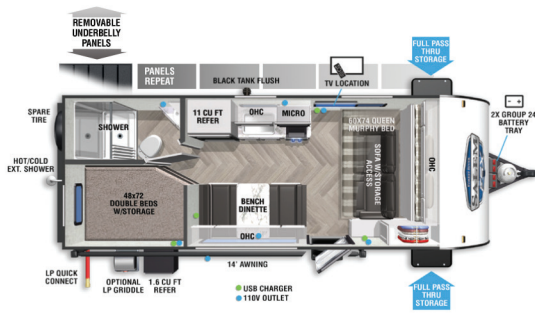 REMOVABLE
UNDERBELLY
PANELS
PANELS
REPEAT
BLACK TANK FLUSH
TV LOCATION
FULL PASS
THRU
STORAGE
SPARE
TIRE
SHOWER
11 CU FT
REFER
OHC
MICRO
60X74 QUEEN
MURPHY BED
SOFA W/STORAGE
ACCESS
OHC
2X GROUP 24
BATTERY
TRAY
HOT/COLD
EXT. SHOWER
48x72
DOUBLE BEDS
W/STORAGE
BENCH
DINETTE
OHC
SALEM
LP QUICK
CONNECT
OPTIONAL
LP GRIDDLE
1.6 CU FT
REFER
14' AWNING
USB CHARGER
110V OUTLET
FULL PASS
THRU
STORAGE